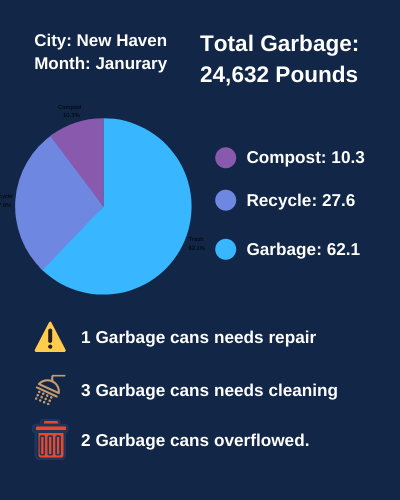 City: New Haven
Month: Janurary
Total Garbage:
24,632 Pounds
Compost
10.3%
Trash
62.1%
Compost: 10.3
Recycle: 27.6
Garbage: 62.1
1 Garbage cans needs repair
3 Garbage cans needs cleaning
2 Garbage cans overflowed.